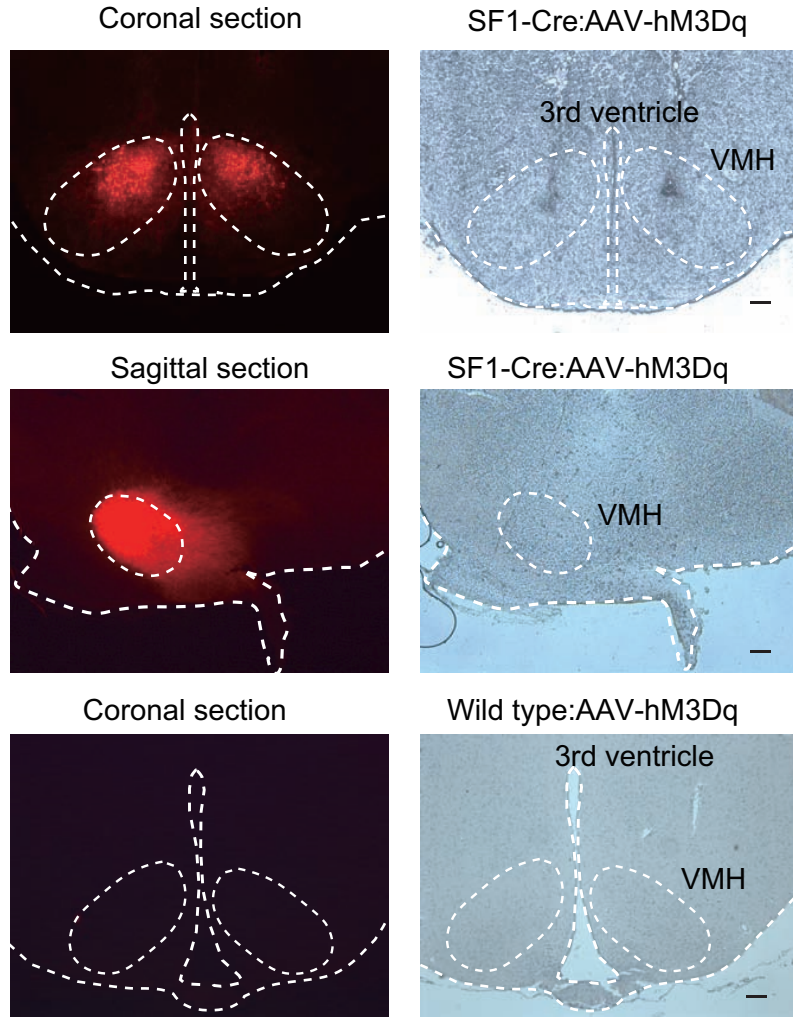 Coronal section
SF1-Cre:AAV-hM3Dq
3rd ventricle
VMH
Sagittal section
SF1-Cre:AAV-hM3Dq
VMH
Coronal section
Wild type:AAV-hM3Dq
3rd ventricle
VMH